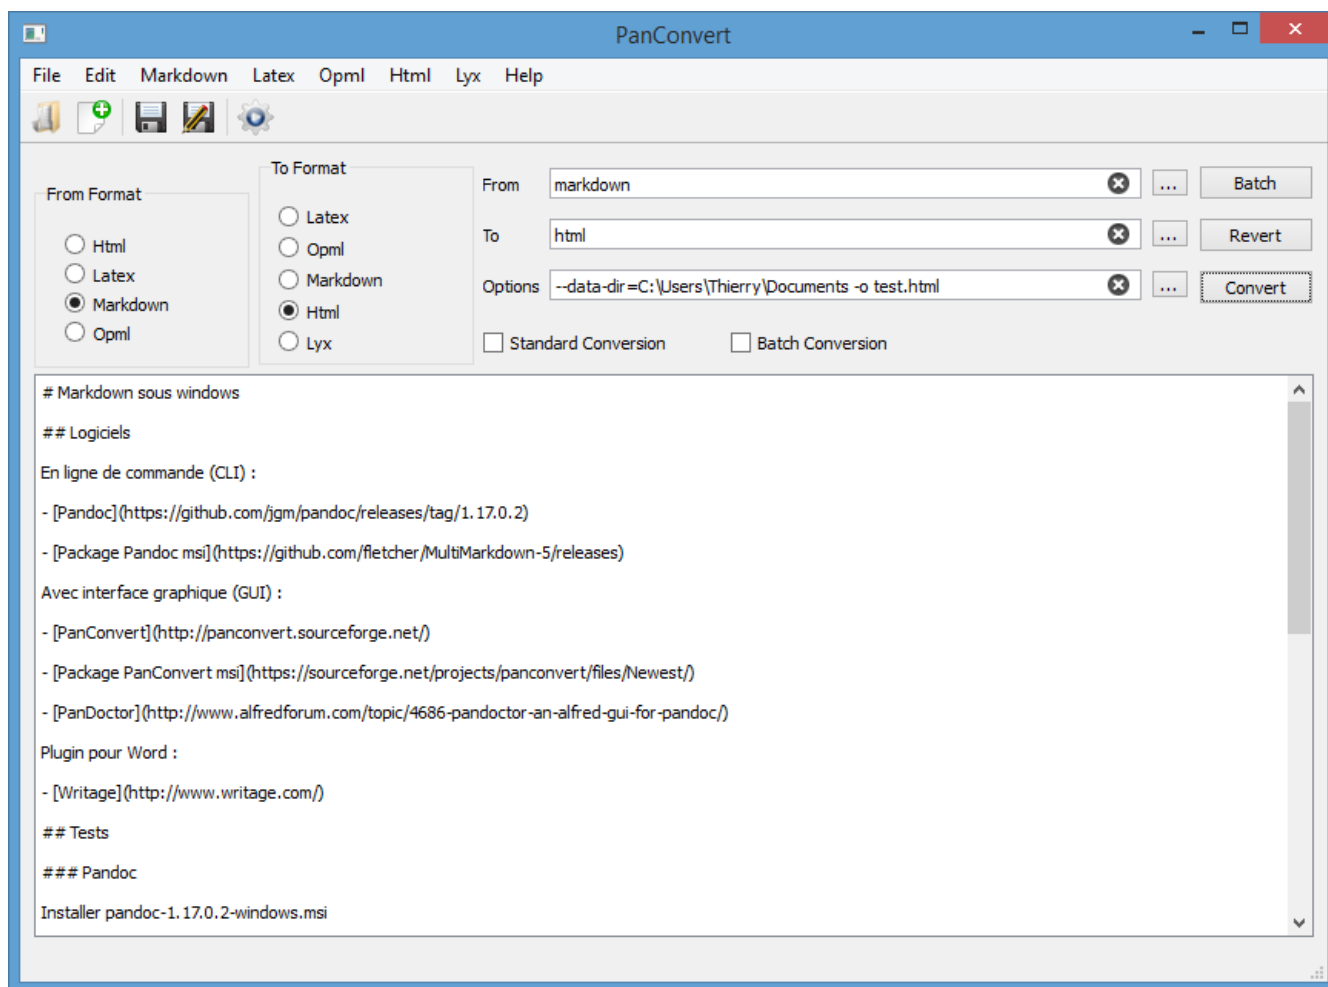 PanConvert
File Edit Markdown Latex Opml Html Lyx Help
From Format
Html
Latex
Markdown
Opml
To Format
Latex
Opml
Markdown
Html
Lyx
From markdown ... Batch
To html ... Revert
Options --data-dir=C:\Users\Thierry\Documents -o test.html ... Convert
Standard Conversion Batch Conversion
# Markdown sous windows
## Logiciels
En ligne de commande (CLI) :
- [Pandoc](https://github.com/jgm/pandoc/releases/tag/1.17.0.2)
- [Package Pandoc msi](https://github.com/fletcher/MultiMarkdown-5/releases)
Avec interface graphique (GUI) :
- [PanConvert](http://panconvert.sourceforge.net/)
- [Package PanConvert msi](https://sourceforge.net/projects/panconvert/files/Newest/)
- [PanDoctor](http://www.alfredforum.com/topic/4686-pandoctor-an-alfred-gui-for-pandoc/)
Plugin pour Word :
- [Writage](http://www.writage.com/)
## Tests
### Pandoc
Installer pandoc-1.17.0.2-windows.msi